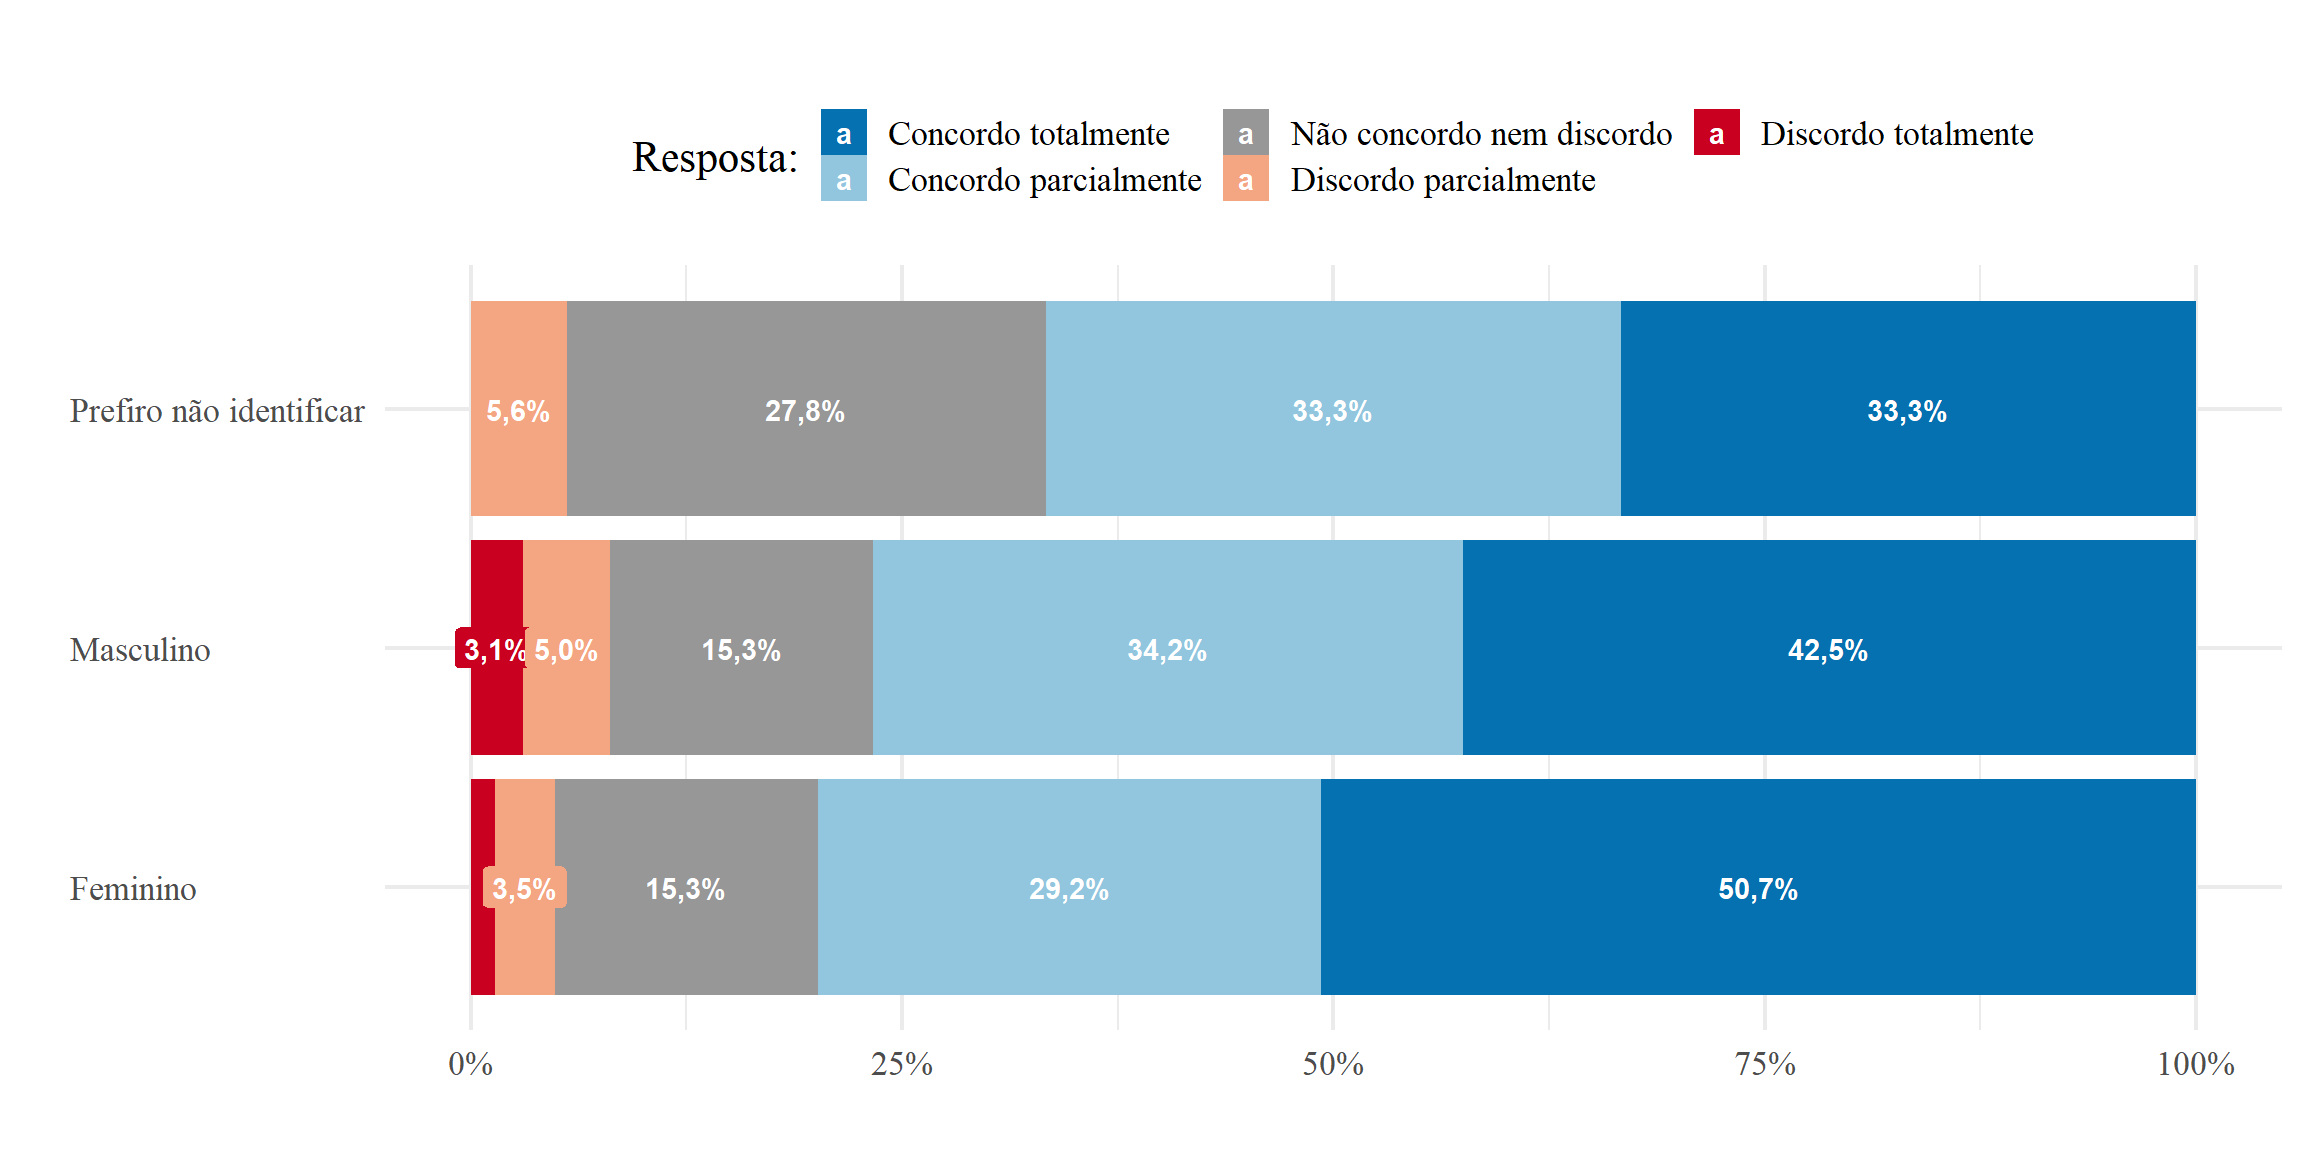 Resposta:
a Concordo totalmente a Não concordo nem discordo a Discordo totalmente
a Concordo parcialmente a Discordo parcialmente
Prefiro não identificar 5,6% 27,8% 33,3% 33,3%
Masculino 3,1% 5,0% 15,3% 34,2% 42,5%
Feminino 3,5% 15,3% 29,2% 50,7%
0% 25% 50% 75% 100%